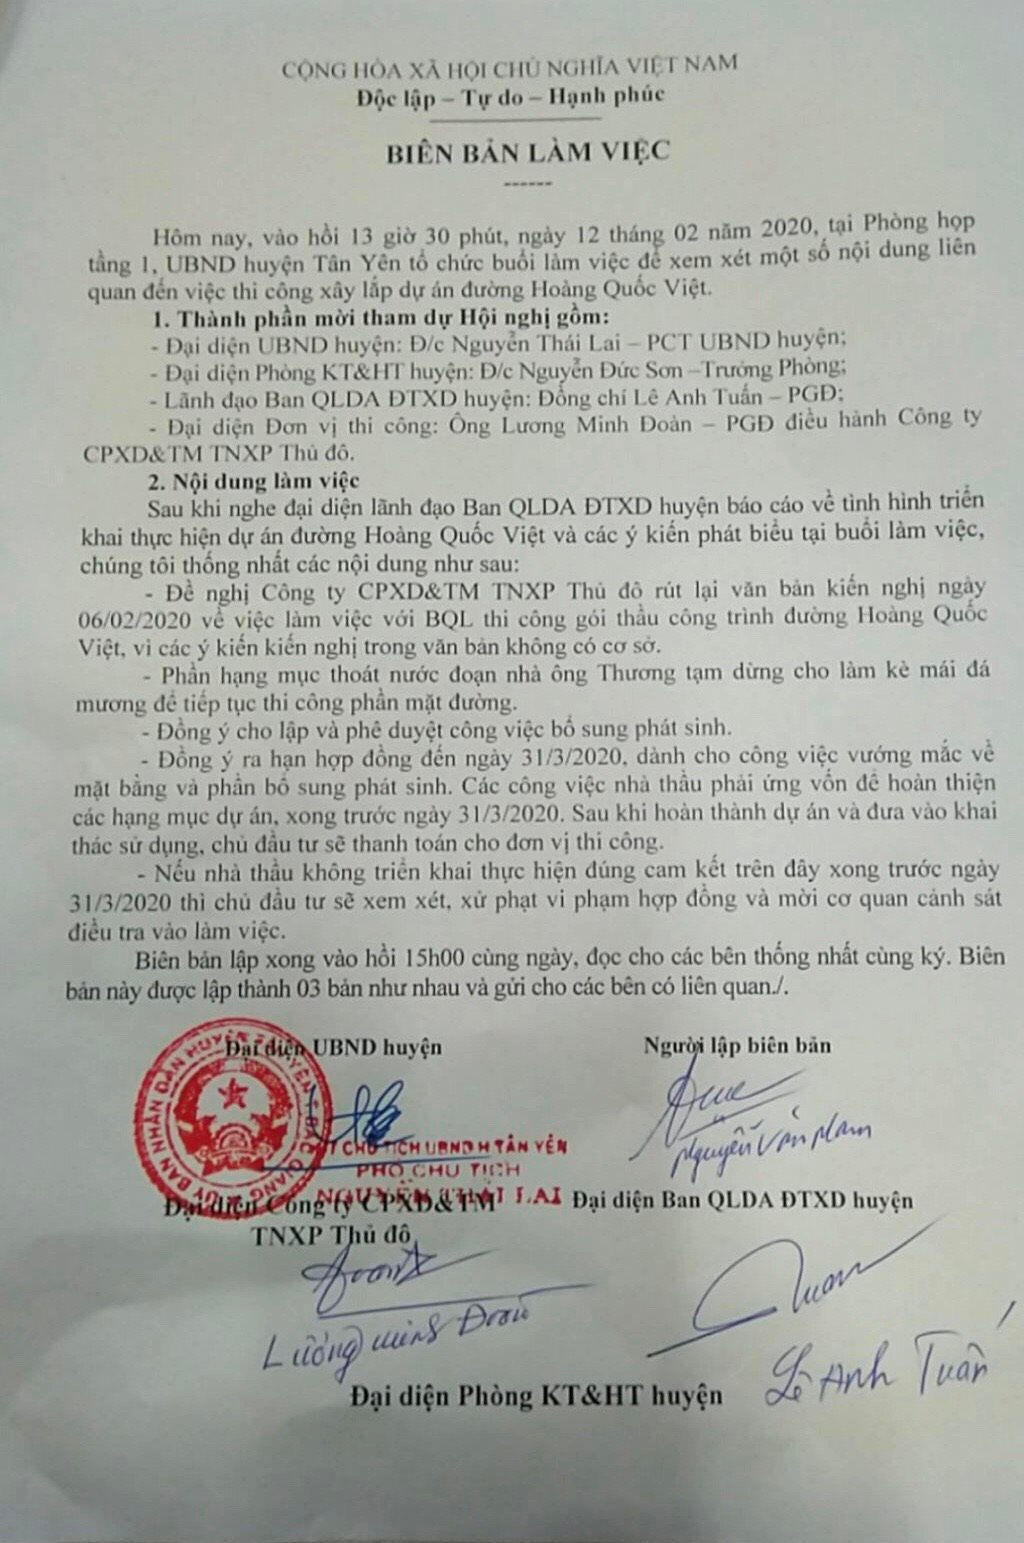 CỘNG HÒA XÃ HỘI CHỦ NGHĨA VIỆT NAM
Độc lập – Tự do – Hạnh phúc
BIÊN BẢN LÀM VIỆC
------
Hôm nay, vào hồi 13 giờ 30 phút, ngày 12 tháng 02 năm 2020, tại Phòng họp
tầng 1, UBND huyện Tân Yên tổ chức buổi làm việc để xem xét một số nội dung liên
quan đến việc thi công xây lắp dự án đường Hoàng Quốc Việt.
1. Thành phần mời tham dự Hội nghị gồm:
- Đại diện UBND huyện: Đ/c Nguyễn Thái Lai – PCT UBND huyện;
- Đại diện Phòng KT&HT huyện: Đ/c Nguyễn Đức Sơn –Trưởng Phòng;
- Lãnh đạo Ban QLDA ĐTXD huyện: Đồng chí Lê Anh Tuấn – PGĐ;
- Đại diện Đơn vị thi công: Ông Lương Minh Đoàn – PGĐ điều hành Công ty
CPXD&TM TNXP Thủ đô.
2. Nội dung làm việc
Sau khi nghe đại diện lãnh đạo Ban QLDA ĐTXD huyện báo cáo về tình hình triển
khai thực hiện dự án đường Hoàng Quốc Việt và các ý kiến phát biểu tại buổi làm việc,
chúng tôi thống nhất các nội dung như sau:
- Đề nghị Công ty CPXD&TM TNXP Thủ đô rút lại văn bản kiến nghị ngày
06/02/2020 về việc làm việc với BQL thi công gói thầu công trình đường Hoàng Quốc
Việt, vì các ý kiến kiến nghị trong văn bản không có cơ sở.
- Phần hạng mục thoát nước đoạn nhà ông Thương tạm dừng cho làm kè mái đá
mương để tiếp tục thi công phần mặt đường.
- Đồng ý cho lập và phê duyệt công việc bổ sung phát sinh.
- Đồng ý ra hạn hợp đồng đến ngày 31/3/2020, dành cho công việc vướng mắc về
mặt bằng và phần bổ sung phát sinh. Các công việc nhà thầu phải ứng vốn để hoàn thiện
các hạng mục dự án, xong trước ngày 31/3/2020. Sau khi hoàn thành dự án và đưa vào khai
thác sử dụng, chủ đầu tư sẽ thanh toán cho đơn vị thi công.
- Nếu nhà thầu không triển khai thực hiện đúng cam kết trên đây xong trước ngày
31/3/2020 thì chủ đầu tư sẽ xem xét, xử phạt vi phạm hợp đồng và mời cơ quan cảnh sát
điều tra vào làm việc.
Biên bản lập xong vào hồi 15h00 cùng ngày, đọc cho các bên thống nhất cùng ký. Biên
bản này được lập thành 03 bản như nhau và gửi cho các bên có liên quan./.
Đại diện UBND huyện
Người lập biên bản
ỦY BAN NHÂN DÂN HUYỆN TÂN YÊN
BẮC GIANG
CHỦ TỊCH UBND H TÂN YÊN
PHÓ CHỦ TỊCH
NGUYỄN THÁI LAI
Nguyễn Văn Nam
Đại diện Công ty CPXD&TM
TNXP Thủ đô
Đại diện Ban QLDA ĐTXD huyện
Lương Minh Đoàn
Lê Anh Tuấn
Đại diện Phòng KT&HT huyện